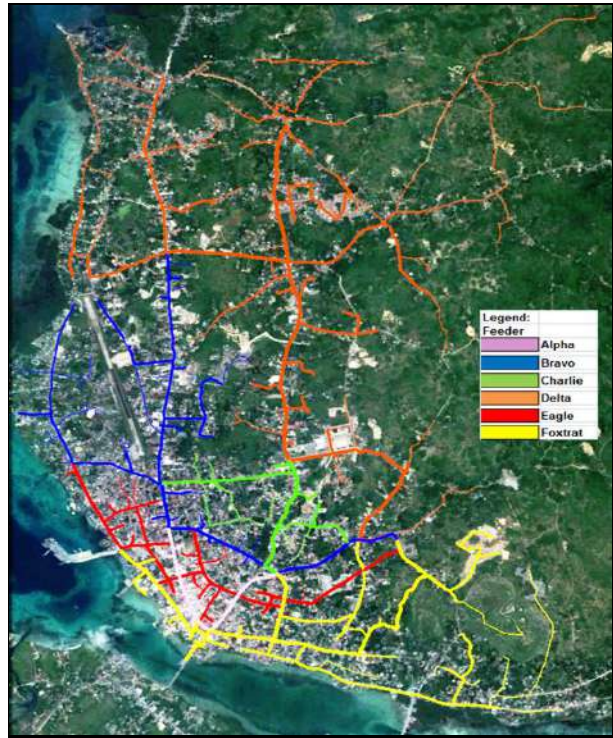 Legend:
Feeder
Alpha
Bravo
Charlie
Delta
Eagle
Foxtrat